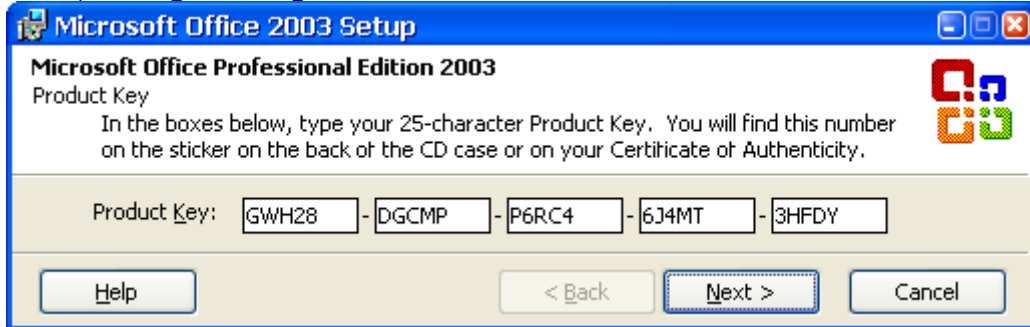 Microsoft Office 2003 Setup
Microsoft Office Professional Edition 2003
Product Key
In the boxes below, type your 25-character Product Key. You will find this number
on the sticker on the back of the CD case or on your Certificate of Authenticity.
Product Key: GWH28 - DGCMP - P6RC4 - 6J4MT - 3HFDY
Help < Back Next > Cancel